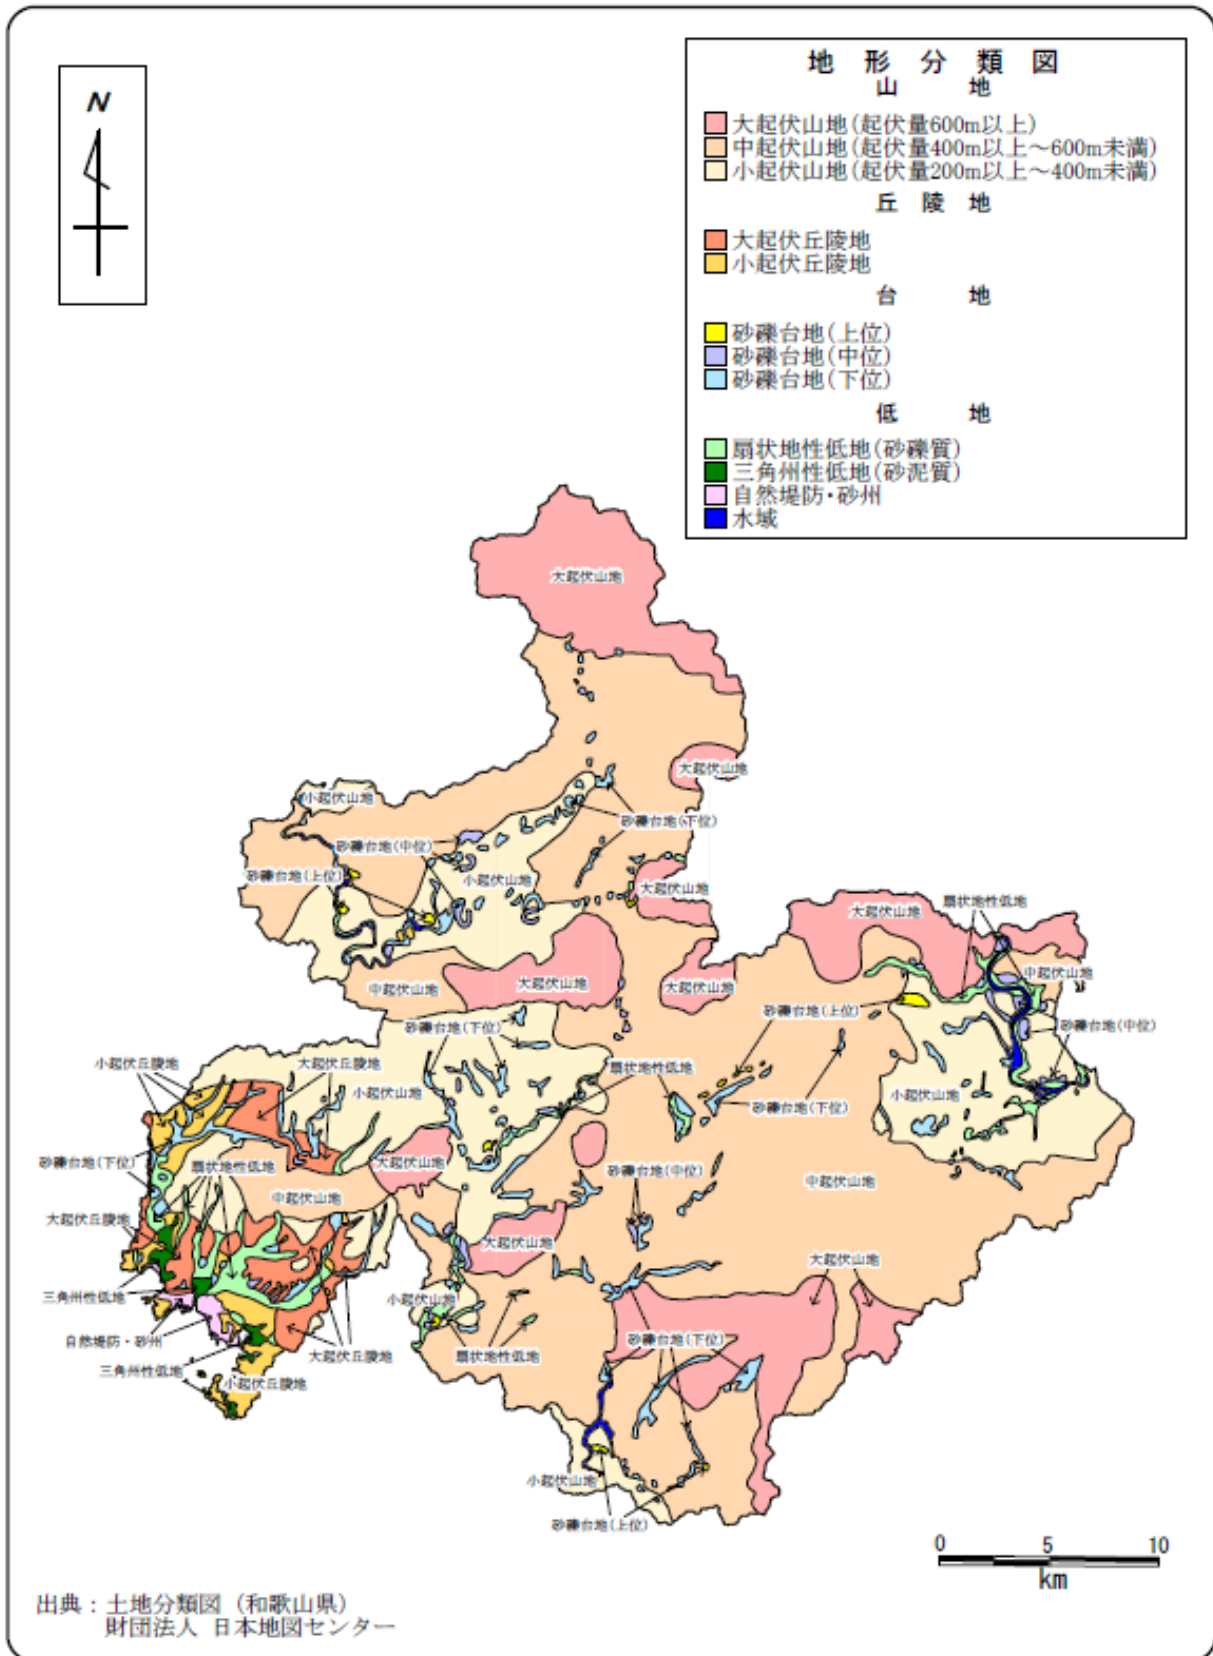 N
地 形 分 類 図
山 地
大起伏山地(起伏量600m以上)
中起伏山地(起伏量400m以上～600m未満)
小起伏山地(起伏量200m以上～400m未満)
丘 陵 地
大起伏丘陵地
小起伏丘陵地
台 地
砂礫台地(上位)
砂礫台地(中位)
砂礫台地(下位)
低 地
扇状地性低地(砂礫質)
三角州性低地(砂泥質)
自然堤防・砂州
水域
大起伏山地
大起伏山地
小起伏山地
砂礫台地(下位)
砂礫台地(中位)
砂礫台地(上位)
小起伏山地
大起伏山地
大起伏山地
扇状地性低地
中起伏山地
大起伏山地
中起伏山地
大起伏山地
砂礫台地(上位)
砂礫台地(下位)
砂礫台地(中位)
小起伏丘陵地
大起伏丘陵地
扇状地性低地
小起伏山地
小起伏山地
砂礫台地(下位)
砂礫台地(下位)
扇状地性低地
大起伏山地
砂礫台地(中位)
中起伏山地
中起伏山地
大起伏丘陵地
大起伏山地
大起伏山地
三角州性低地
小起伏山地
自然堤防・砂州
砂礫台地(下位)
大起伏丘陵地
扇状地性低地
三角州性低地
小起伏丘陵地
小起伏山地
砂礫台地(上位)
0 5 10
km
出典：土地分類図（和歌山県）
財団法人 日本地図センター